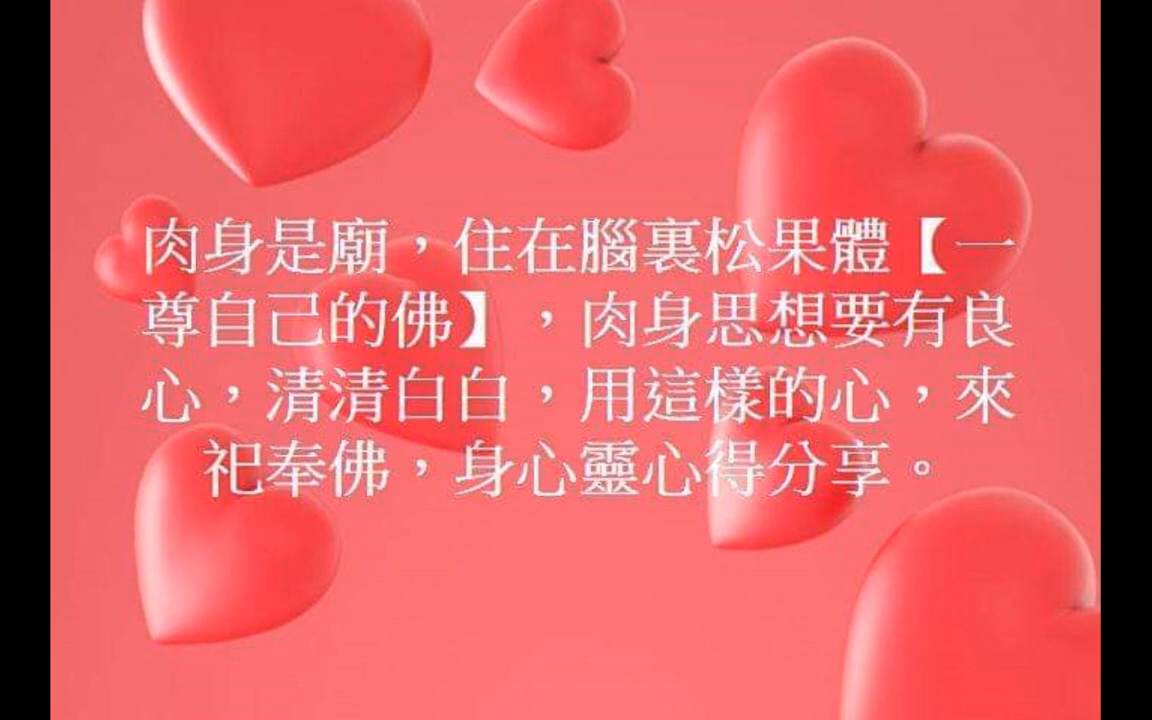 肉身是廟，住在腦裏松果體【一
尊自己的佛】，肉身思想要有良
心，清清白白，用這樣的心，來
祀奉佛，身心靈心得分享。